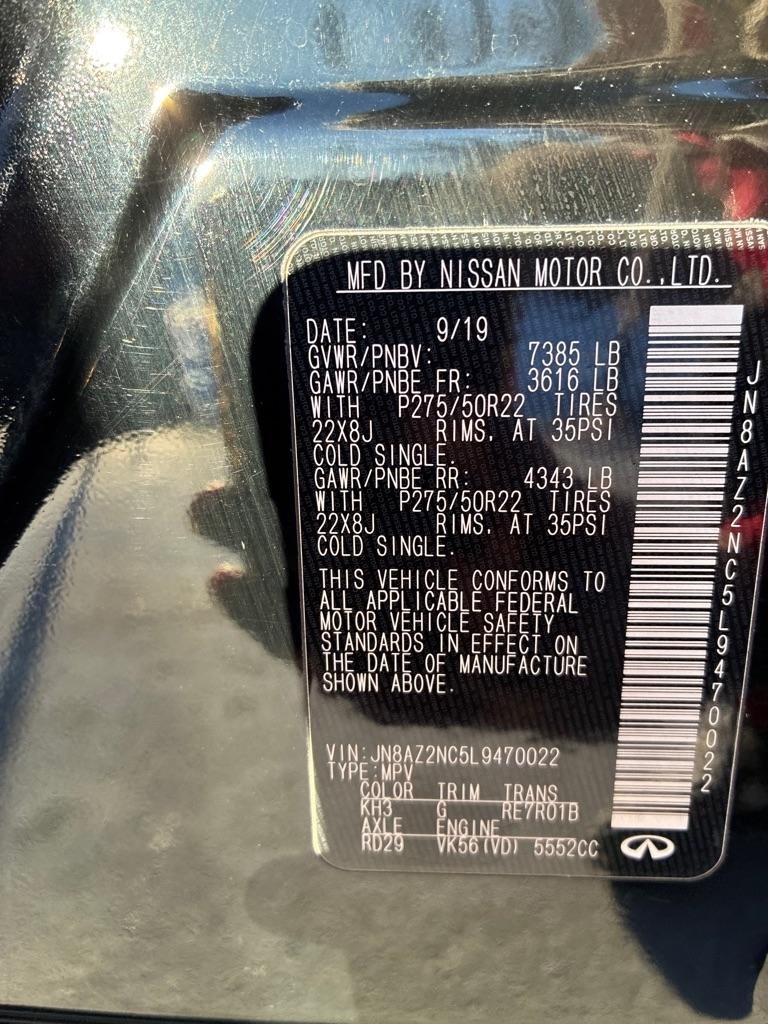 MFD BY NISSAN MOTOR CO.,LTD.
DATE: 9/19
GVWR/PNBV: 7385 LB
GAWR/PNBE FR: 3616 LB
WITH P275/50R22 TIRES
22X8J RIMS, AT 35PSI
COLD SINGLE.
GAWR/PNBE RR: 4343 LB
WITH P275/50R22 TIRES
22X8J RIMS, AT 35PSI
COLD SINGLE.
THIS VEHICLE CONFORMS TO
ALL APPLICABLE FEDERAL
MOTOR VEHICLE SAFETY
STANDARDS IN EFFECT ON
THE DATE OF MANUFACTURE
SHOWN ABOVE.
VIN:JN8AZ2NC5L9470022
TYPE:MPV
COLOR TRIM TRANS
KH3 G RE7R01B
AXLE ENGINE
RD29 VK56(VD) 5552CC
JN8AZ2NC5L9470022